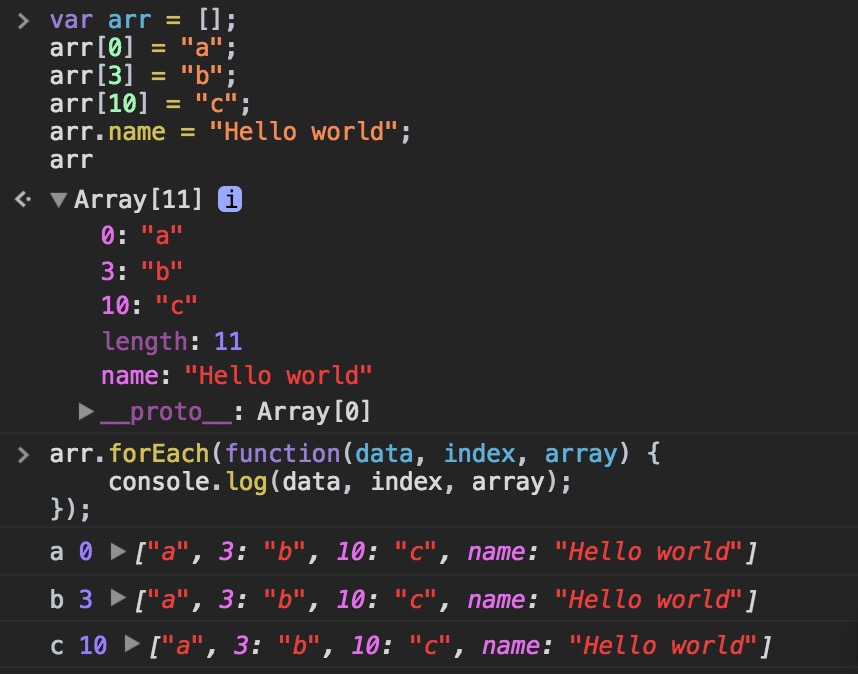 > var arr = [];
arr[0] = "a";
arr[3] = "b";
arr[10] = "c";
arr.name = "Hello world";
arr
▼ Array[11] i
0: "a"
3: "b"
10: "c"
length: 11
name: "Hello world"
▶ __proto__: Array[0]
> arr.forEach(function(data, index, array) {
    console.log(data, index, array);
});
a 0 ▶ ["a", 3: "b", 10: "c", name: "Hello world"]
b 3 ▶ ["a", 3: "b", 10: "c", name: "Hello world"]
c 10 ▶ ["a", 3: "b", 10: "c", name: "Hello world"]